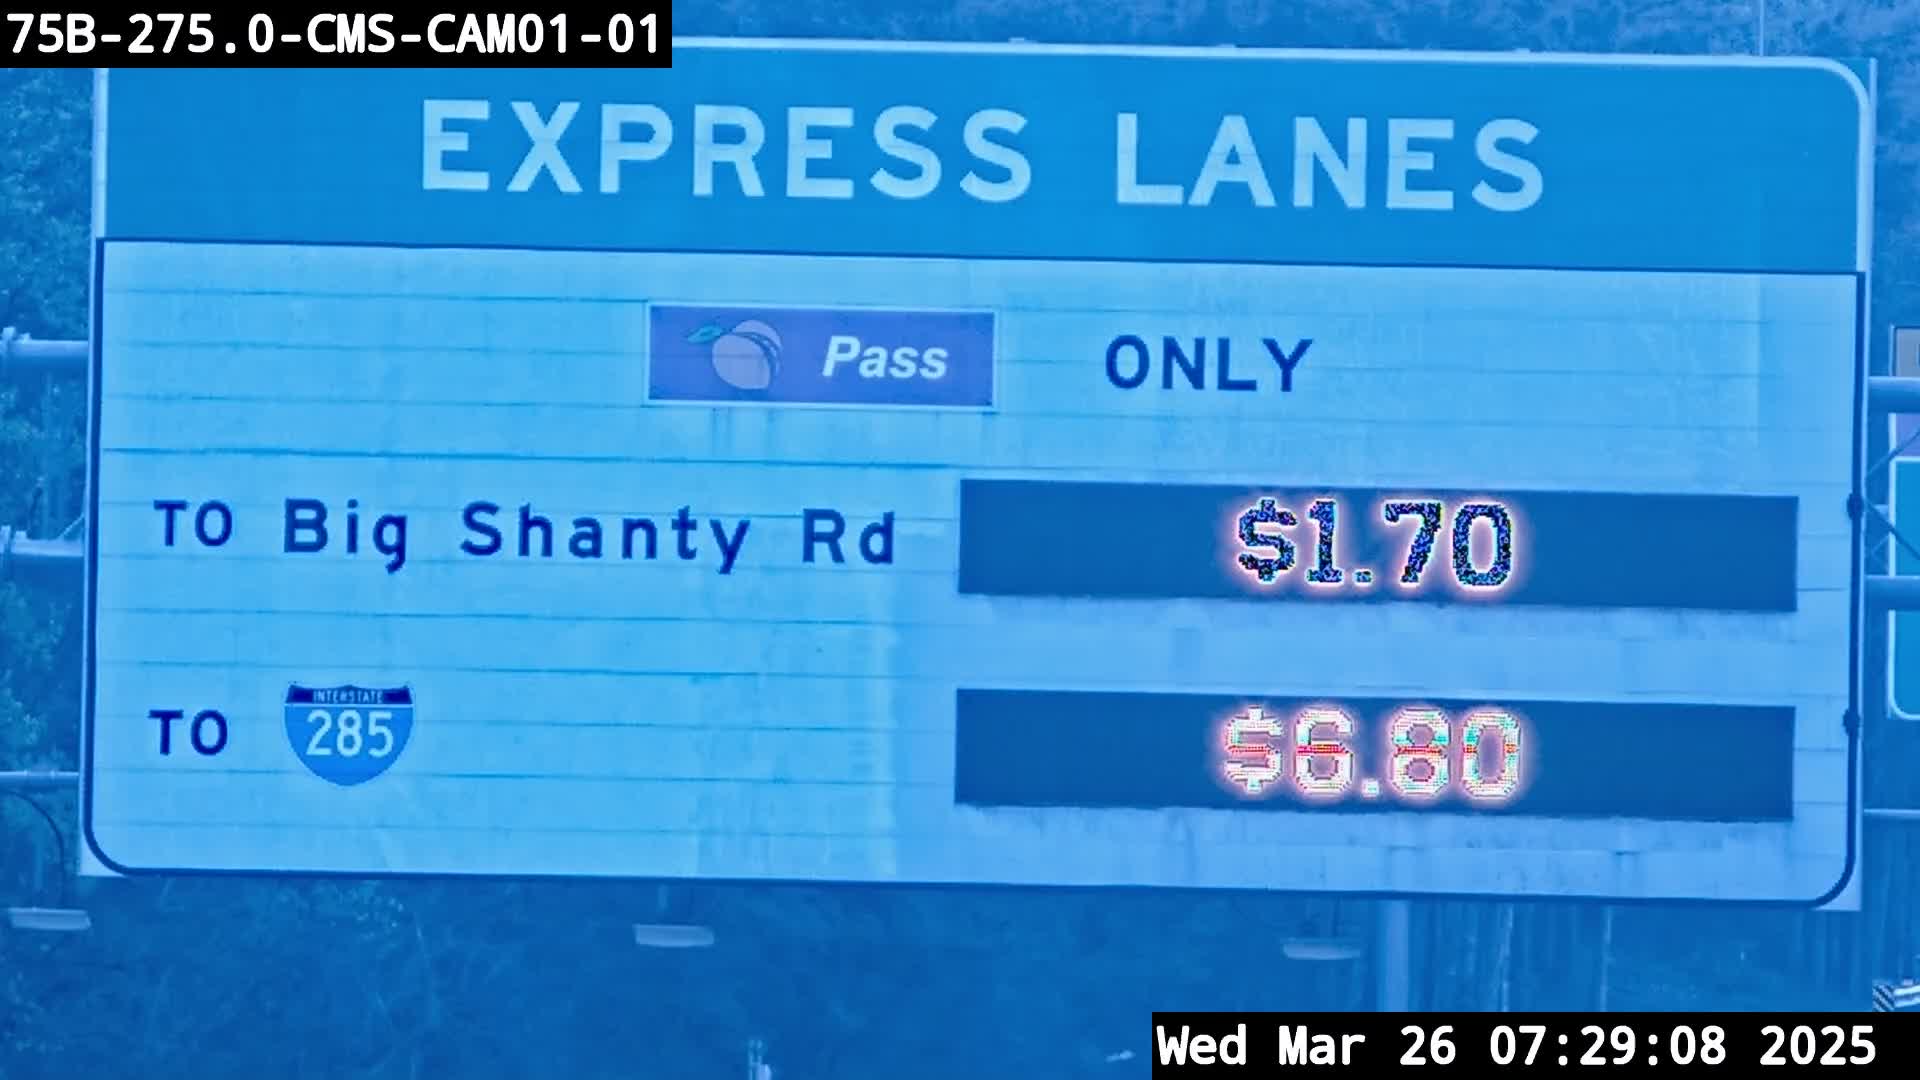 75B-275.0-CMS-CAM01-01
EXPRESS LANES
Pass ONLY
TO Big Shanty Rd $1.70
INTERSTATE
TO 285 $6.80
Wed Mar 26 07:29:08 2025